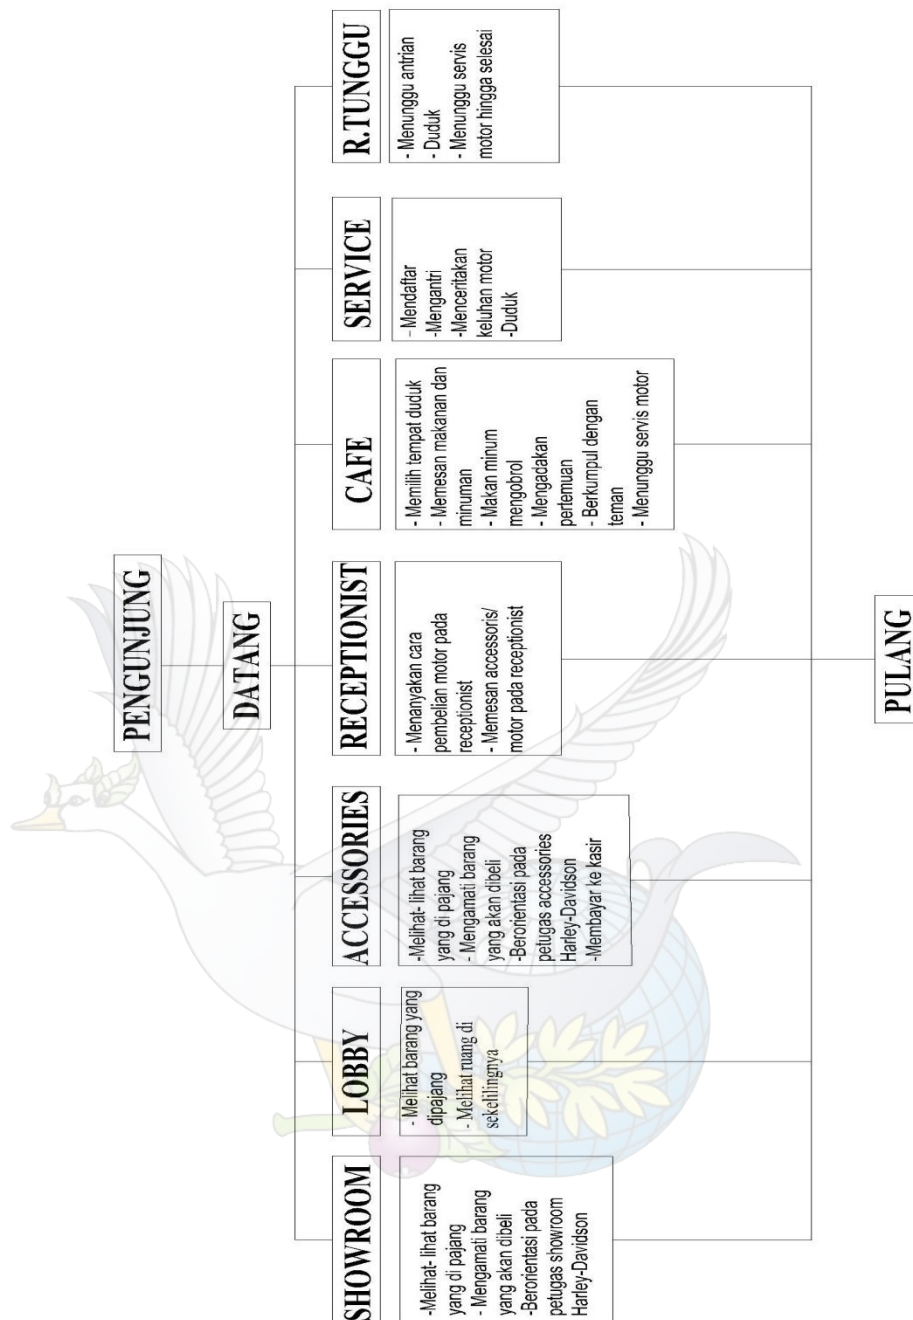 PENGUNJUNG
DATANG
SHOWROOM
-Melihat- lihat barang
yang di pajang
- Mengamati barang
yang akan dibeli
-Berorientasi pada
petugas showroom
Harley-Davidson
LOBBY
- Melihat barang yang
dipajang
- Melihat ruang di
sekelilingnya
ACCESSORIES
-Melihat- lihat barang
yang di pajang
- Mengamati barang
yang akan dibeli
-Berorientasi pada
petugas accessories
Harley-Davidson
-Membayar ke kasir
RECEPTIONIST
- Menanyakan cara
pembelian motor pada
receptionist
- Memesan accessoris/
motor pada receptionist
CAFE
- Memilih tempat duduk
- Memesan makanan dan
minuman
- Makan minum
mengobrol
- Mengadakan
pertemuan
- Berkumpul dengan
teman
- Menunggu servis motor
SERVICE
- Mendaftar
-Mengantri
-Menceritakan
keluhan motor
-Duduk
R.TUNGGU
- Menunggu antrian
- Duduk
- Menunggu servis
motor hingga selesai
PULANG